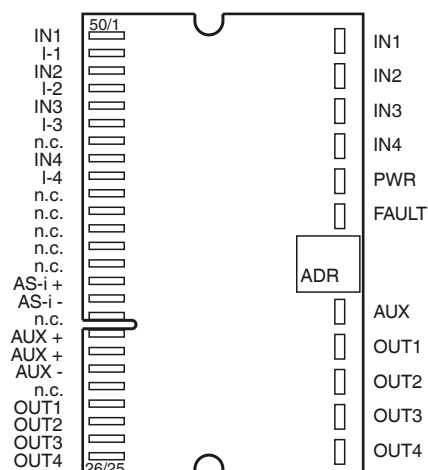 50/1
IN1
I-1
IN2
I-2
IN3
I-3
n.c.
IN4
I-4
n.c.
n.c.
n.c.
n.c.
n.c.
AS-i +
AS-i -
n.c.
AUX +
AUX +
AUX -
n.c.
OUT1
OUT2
OUT3
OUT4
26/25
IN1
IN2
IN3
IN4
PWR
FAULT
ADR
AUX
OUT1
OUT2
OUT3
OUT4